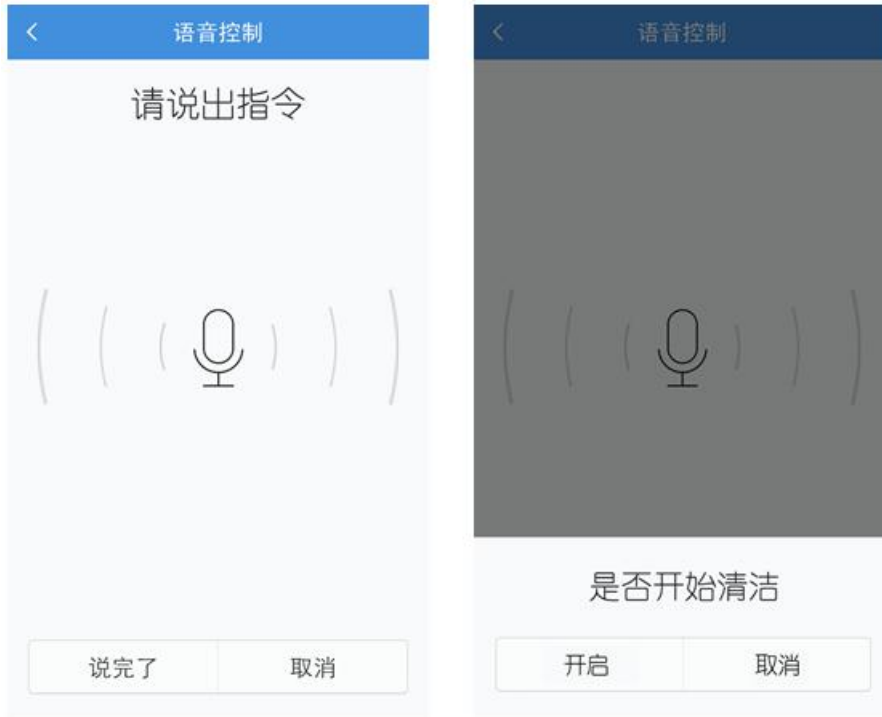 语音控制
请说出指令
说完了
取消
语音控制
是否开始清洁
开启
取消